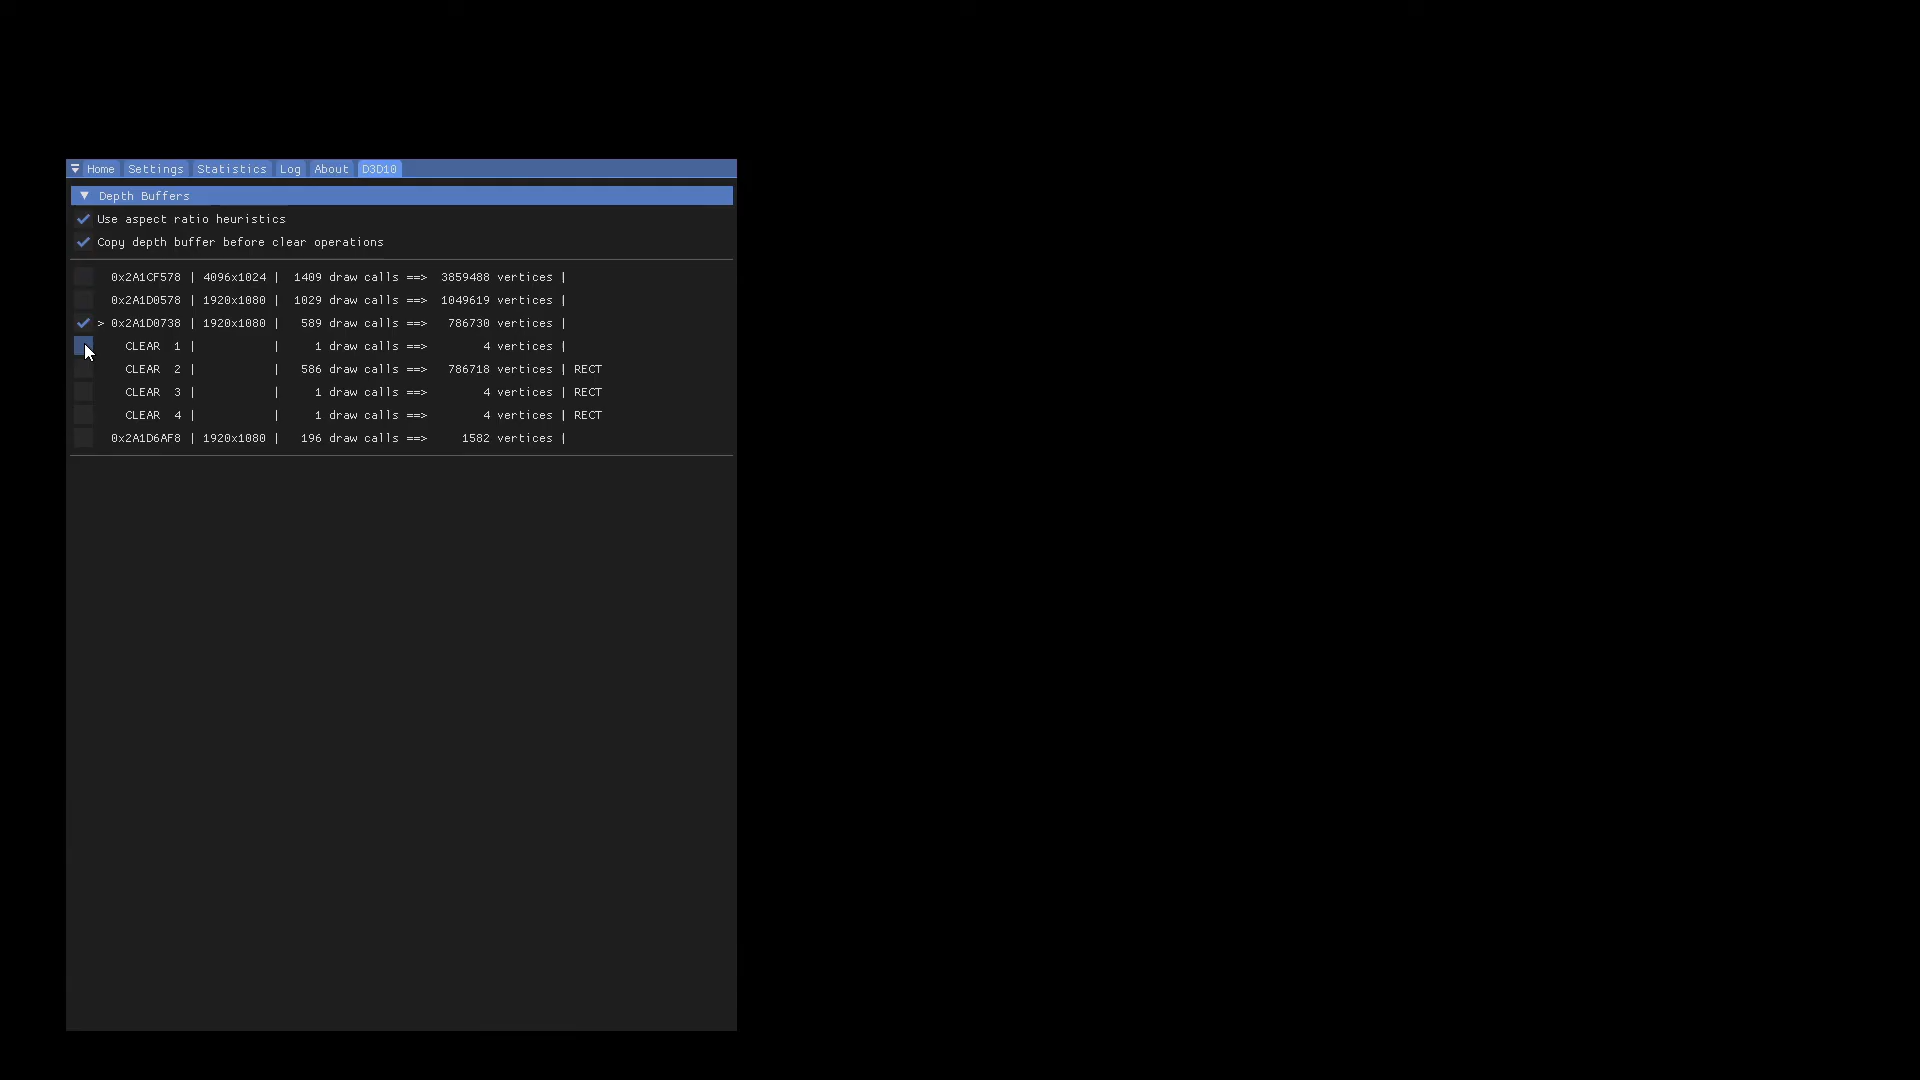 Home Settings Statistics Log About D3D10
Depth Buffers
Use aspect ratio heuristics
Copy depth buffer before clear operations
0x2A1CF578 | 4096x1024 | 1409 draw calls ==> 3859488 vertices |
0x2A1D0578 | 1920x1080 | 1029 draw calls ==> 1049619 vertices |
> 0x2A1D0738 | 1920x1080 | 589 draw calls ==> 786730 vertices |
CLEAR 1 | | 1 draw calls ==> 4 vertices |
CLEAR 2 | | 586 draw calls ==> 786718 vertices | RECT
CLEAR 3 | | 1 draw calls ==> 4 vertices | RECT
CLEAR 4 | | 1 draw calls ==> 4 vertices | RECT
0x2A1D6AF8 | 1920x1080 | 196 draw calls ==> 1582 vertices |